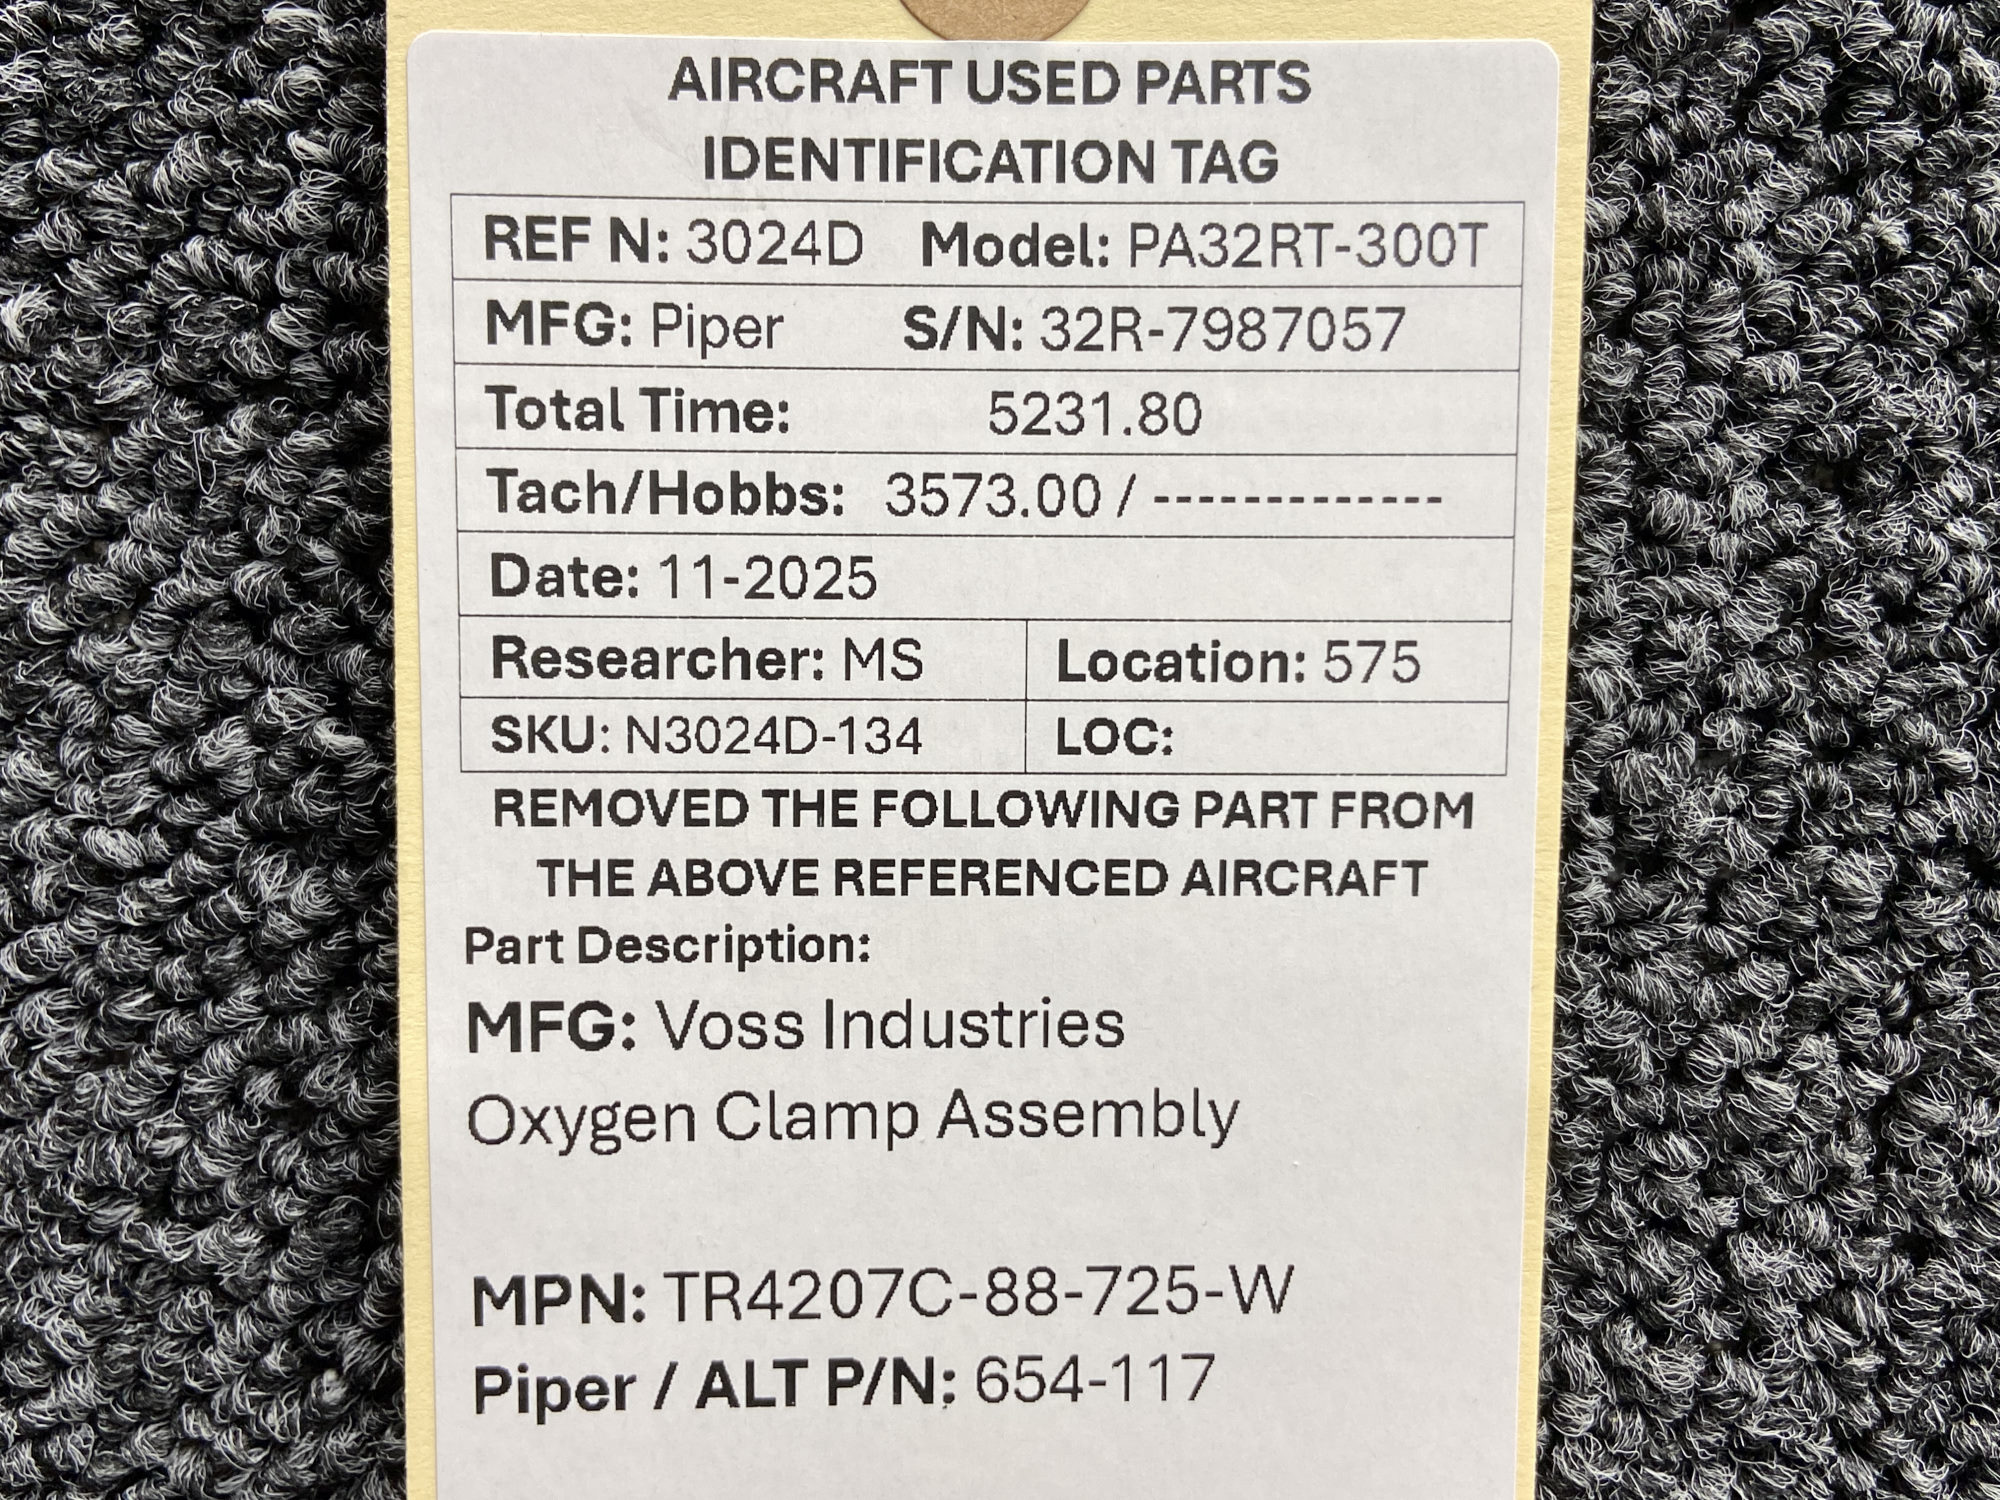 AIRCRAFT USED PARTS
IDENTIFICATION TAG
REF N: 3024D Model: PA32RT-300T
MFG: Piper S/N: 32R-7987057
Total Time: 5231.80
Tach/Hobbs: 3573.00 / -------------
Date: 11-2025
Researcher: MS Location: 575
SKU: N3024D-134 LOC:
REMOVED THE FOLLOWING PART FROM
THE ABOVE REFERENCED AIRCRAFT
Part Description:
MFG: Voss Industries
Oxygen Clamp Assembly
MPN: TR4207C-88-725-W
Piper / ALT P/N: 654-117